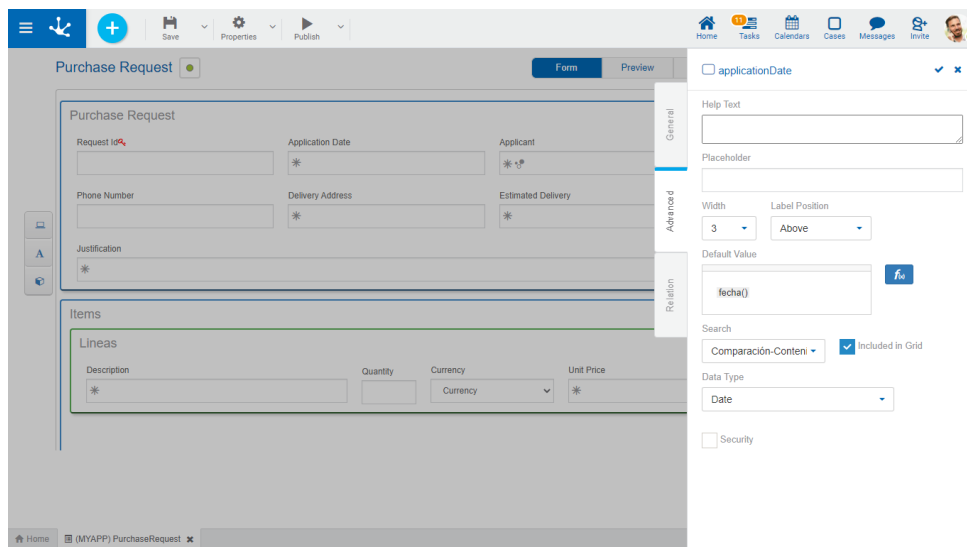 Save
Properties
Publish
Home
11
Tasks
Calendars
Cases
Messages
Invite
Purchase Request
Form
Preview
Purchase Request
Request Id
Application Date
Applicant
Phone Number
Delivery Address
Estimated Delivery
A
Justification
Items
Lineas
Description
Quantity
Currency
Unit Price
Currency
Home
(MYAPP) PurchaseRequest
General
Advanced
Relation
applicationDate
Help Text
Placeholder
Width
Label Position
3
Above
Default Value
fecha()
f(x)
Search
Comparación-Conteni
Included in Grid
Data Type
Date
Security